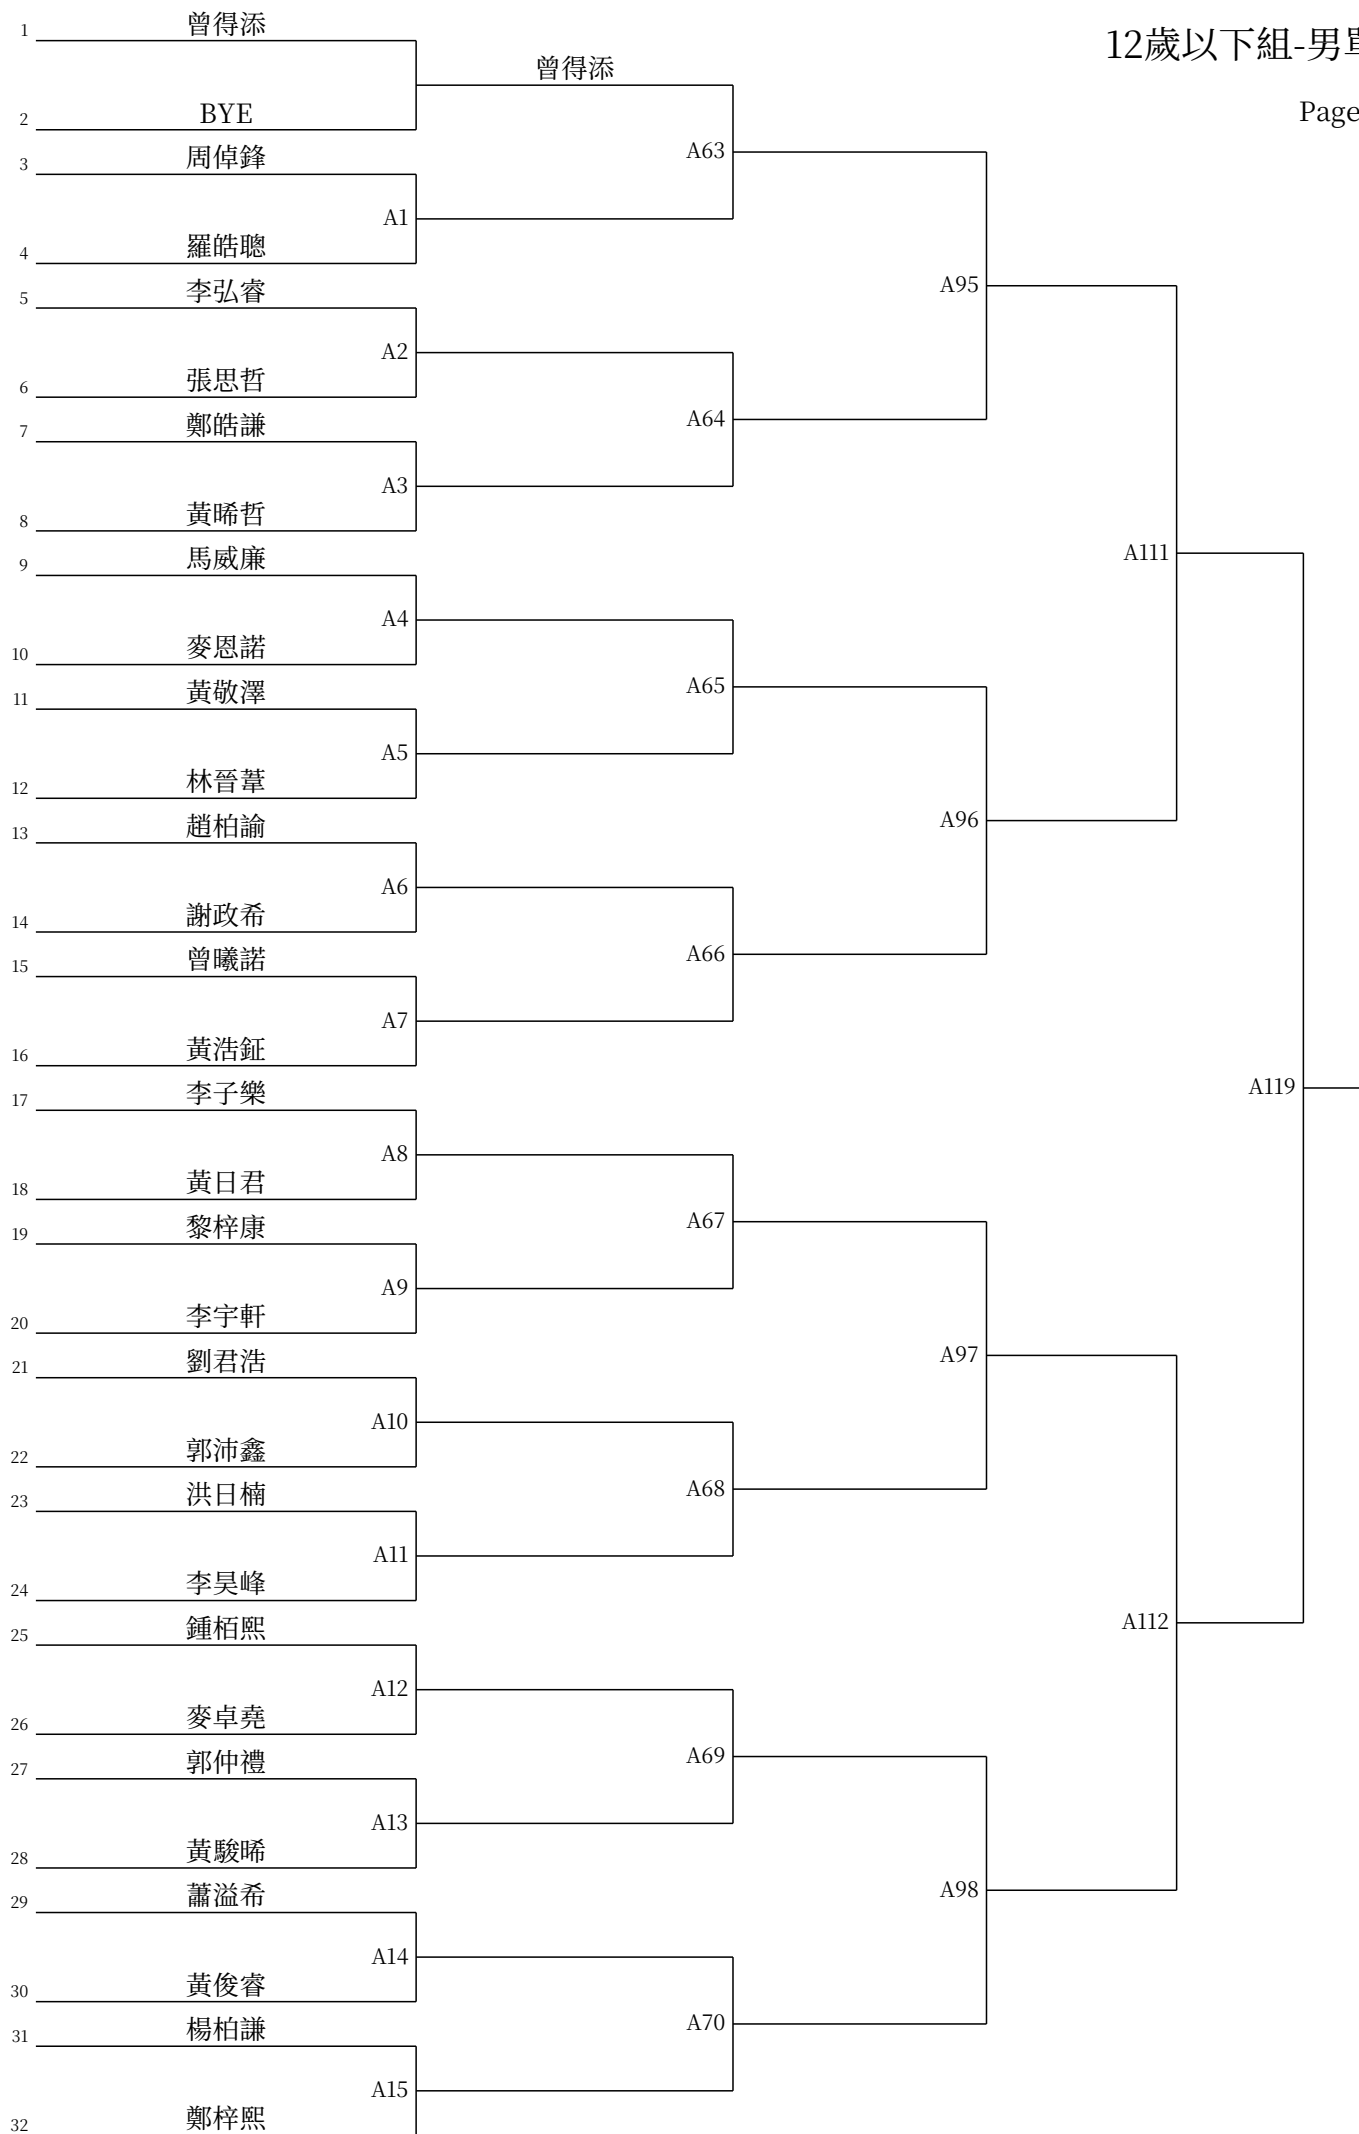 12歲以下組-男單
Page
1 曾得添
曾得添
2 BYE
A63
3 周倬鋒
A1
4 羅皓聰
A95
5 李弘睿
A2
6 張思哲
A64
7 鄭皓謙
A3
8 黃晞哲
A111
9 馬威廉
A4
10 麥恩諾
A65
11 黃敬澤
A5
12 林晉葦
A96
13 趙柏諭
A6
14 謝政希
A66
15 曾曦諾
A7
16 黃浩鉦
A119
17 李子樂
A8
18 黃日君
A67
19 黎梓康
A9
20 李宇軒
A97
21 劉君浩
A10
22 郭沛鑫
A68
23 洪日楠
A11
24 李昊峰
A112
25 鍾栢熙
A12
26 麥卓堯
A69
27 郭仲禮
A13
28 黃駿晞
A98
29 蕭溢希
A14
30 黃俊睿
A70
31 楊柏謙
A15
32 鄭梓熙